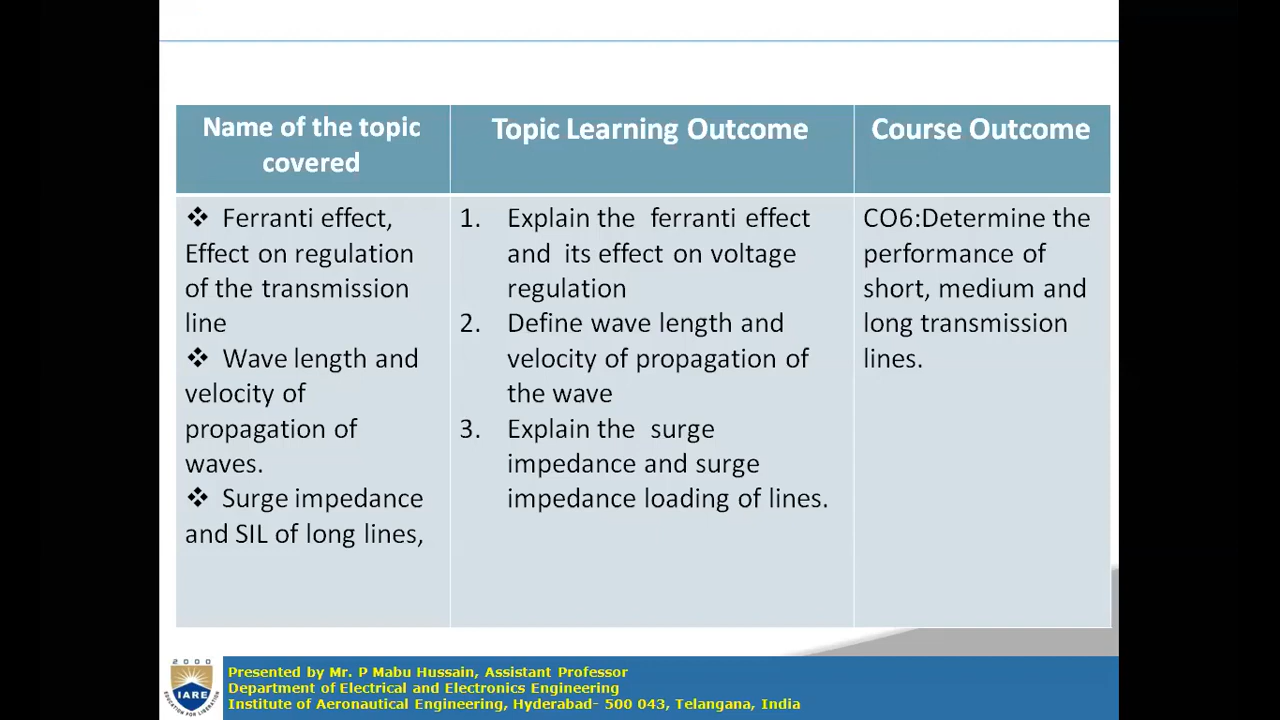 Name of the topic
covered
Topic Learning Outcome
Course Outcome
❖ Ferranti effect,
Effect on regulation
of the transmission
line
❖ Wave length and
velocity of
propagation of
waves.
❖ Surge impedance
and SIL of long lines,
1. Explain the ferranti effect
and its effect on voltage
regulation
2. Define wave length and
velocity of propagation of
the wave
3. Explain the surge
impedance and surge
impedance loading of lines.
CO6:Determine the
performance of
short, medium and
long transmission
lines.
2000
IARE
EDUCATION FOR LIBERATION
Presented by Mr. P Mabu Hussain, Assistant Professor
Department of Electrical and Electronics Engineering
Institute of Aeronautical Engineering, Hyderabad- 500 043, Telangana, India